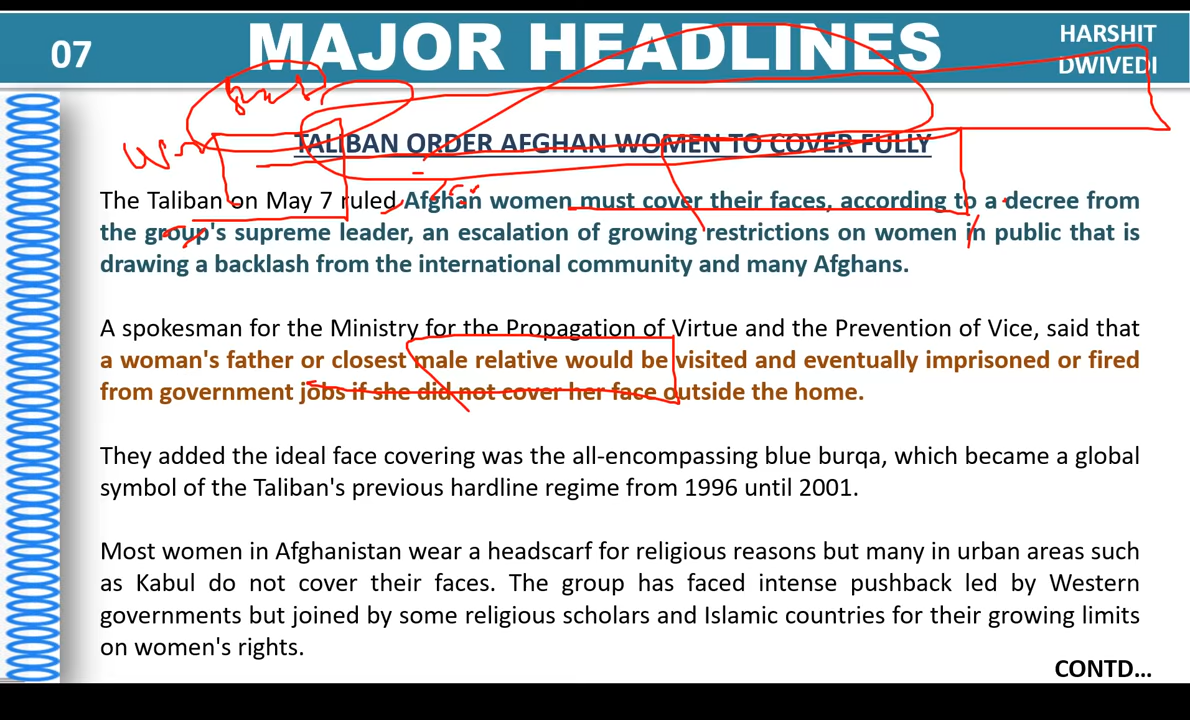 07
MAJOR HEADLINES
HARSHIT
DWIVEDI
TALIBAN ORDER AFGHAN WOMEN TO COVER FULLY
The Taliban on May 7 ruled Afghan women must cover their faces, according to a decree from
the group's supreme leader, an escalation of growing restrictions on women in public that is
drawing a backlash from the international community and many Afghans.
A spokesman for the Ministry for the Propagation of Virtue and the Prevention of Vice, said that
a woman's father or closest male relative would be visited and eventually imprisoned or fired
from government jobs if she did not cover her face outside the home.
They added the ideal face covering was the all-encompassing blue burqa, which became a global
symbol of the Taliban's previous hardline regime from 1996 until 2001.
Most women in Afghanistan wear a headscarf for religious reasons but many in urban areas such
as Kabul do not cover their faces. The group has faced intense pushback led by Western
governments but joined by some religious scholars and Islamic countries for their growing limits
on women's rights.
CONTD...